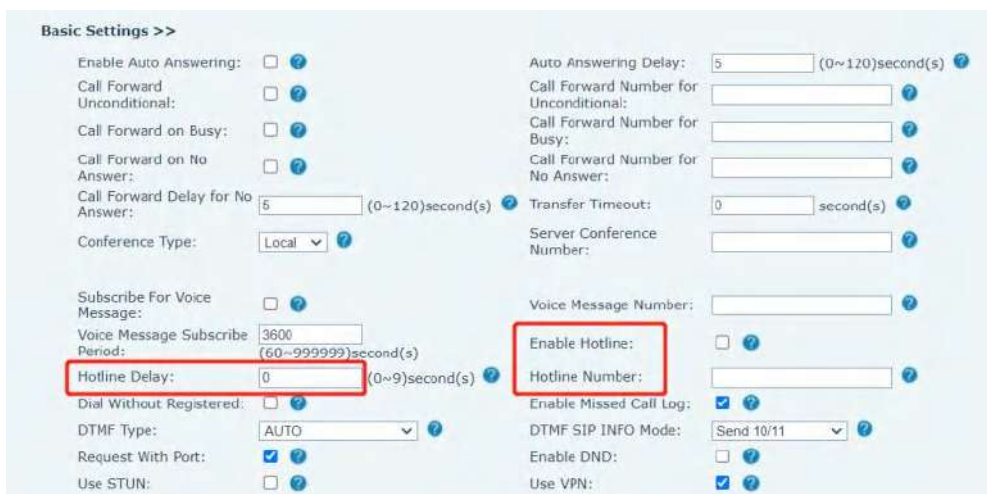 Basic Settings >>
Enable Auto Answering: ?
Auto Answering Delay: 5 (0~120)second(s) ?
Call Forward
Unconditional: ?
Call Forward Number for
Unconditional: ?
Call Forward on Busy: ?
Call Forward Number for
Busy: ?
Call Forward on No
Answer: ?
Call Forward Number for
No Answer: ?
Call Forward Delay for No
Answer: 5 (0~120)second(s) ?
Transfer Timeout: 0 second(s) ?
Conference Type: Local ?
Server Conference
Number: ?
Subscribe For Voice
Message: ?
Voice Message Number: ?
Voice Message Subscribe
Period: 3600
(60~999999)second(s)
Enable Hotline: ?
Hotline Delay: 0 (0~9)second(s) ?
Hotline Number: ?
Dial Without Registered: ?
Enable Missed Call Log: ?
DTMF Type: AUTO ?
DTMF SIP INFO Mode: Send 10/11 ?
Request With Port: ?
Enable DND: ?
Use STUN: ?
Use VPN: ?